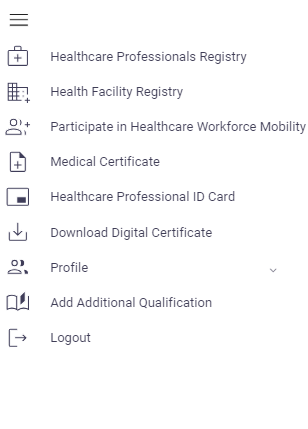 Healthcare Professionals Registry
Health Facility Registry
Participate in Healthcare Workforce Mobility
Medical Certificate
Healthcare Professional ID Card
Download Digital Certificate
Profile
Add Additional Qualification
Logout